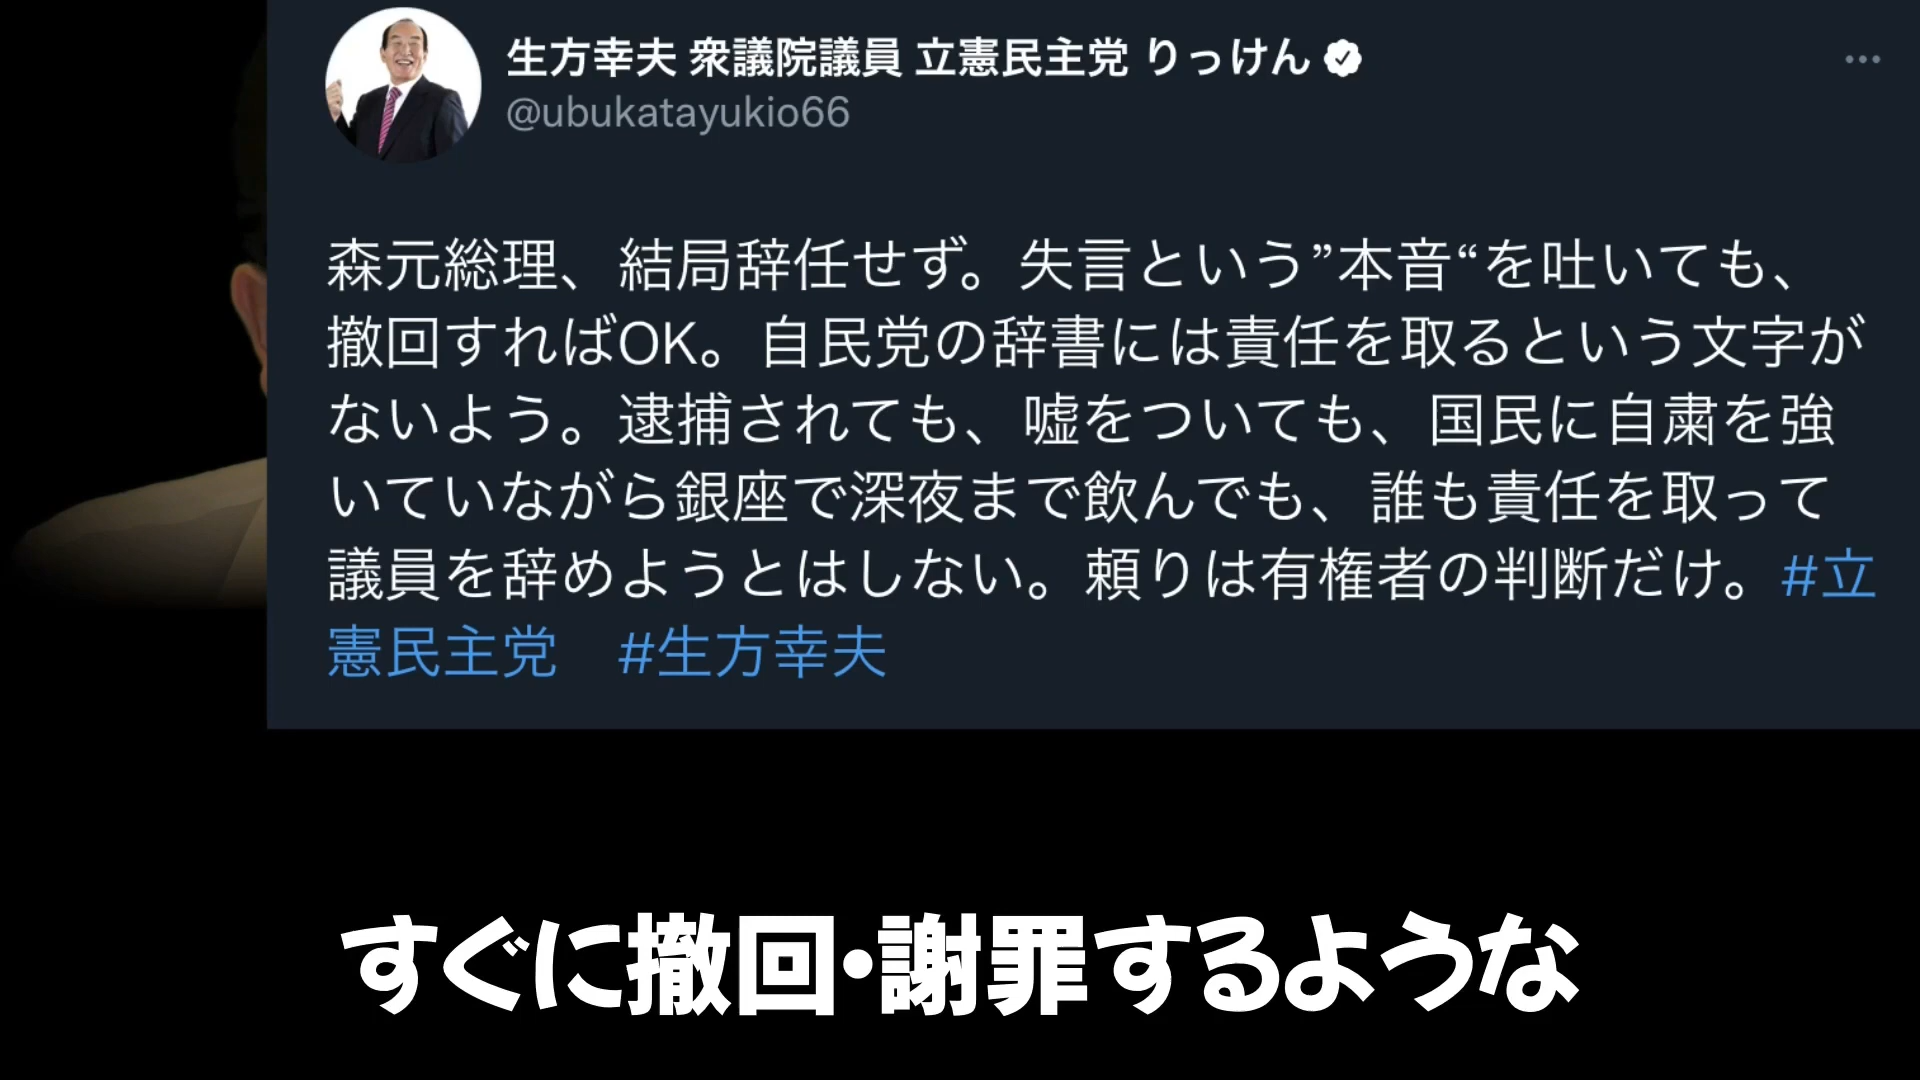 生方幸夫 衆議院議員 立憲民主党 りっけん
@ubukatayukio66
森元総理、結局辞任せず。失言という”本音“を吐いても、
撤回すればOK。自民党の辞書には責任を取るという文字が
ないよう。逮捕されても、嘘をついても、国民に自粛を強
いていながら銀座で深夜まで飲んでも、誰も責任を取って
議員を辞めようとはしない。頼りは有権者の判断だけ。#立
憲民主党　#生方幸夫
すぐに撤回・謝罪するような